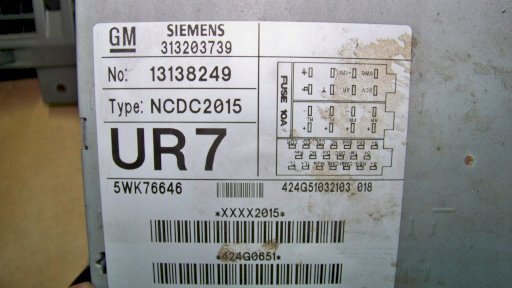 GM SIEMENS
313203739
No: 13138249
Type: NCDC2015
UR7
FUSE 10A
5WK76646
424G51032103 018
*XXXX2015*
*424G0651*